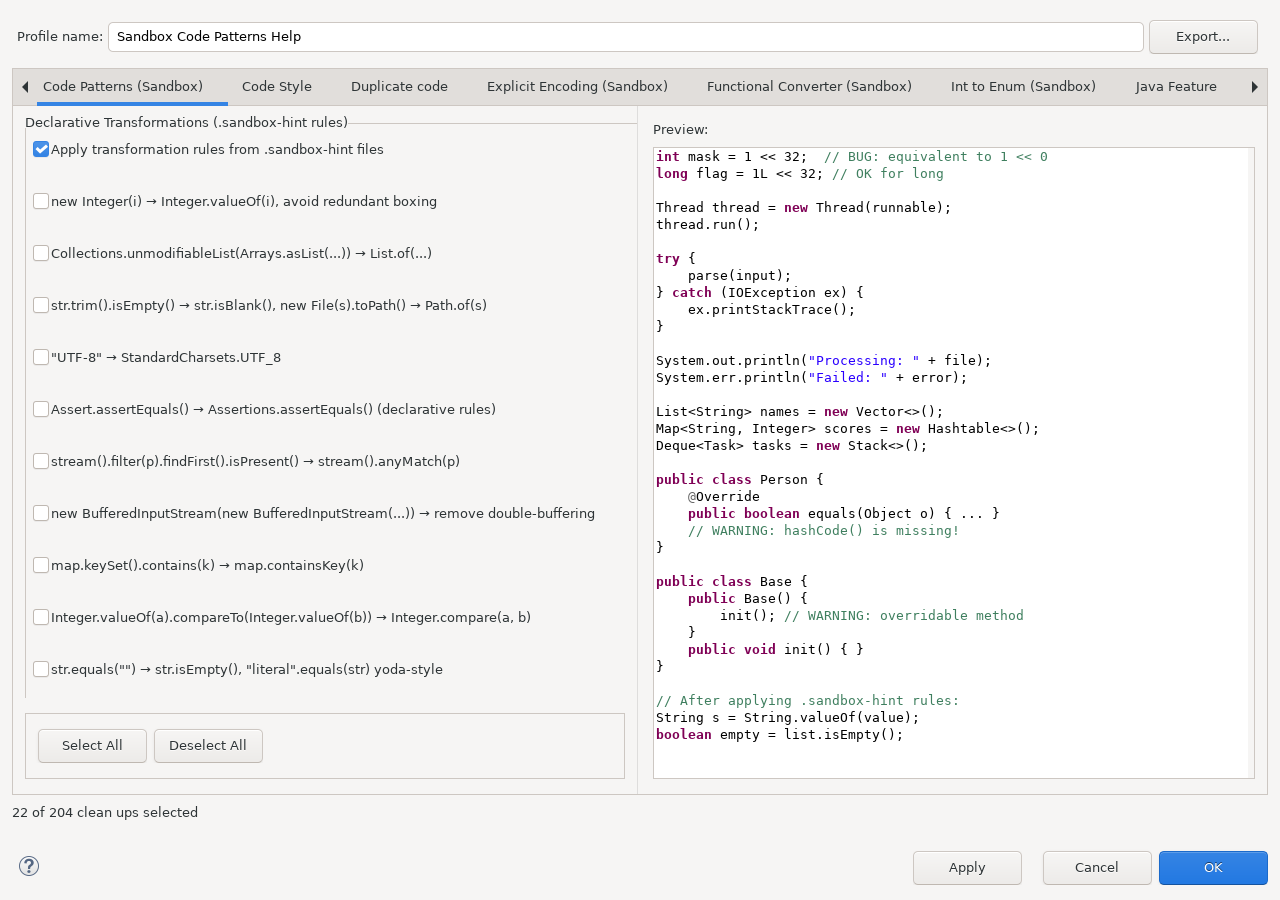 Profile name: Sandbox Code Patterns Help Export...
Code Patterns (Sandbox) Code Style Duplicate code Explicit Encoding (Sandbox) Functional Converter (Sandbox) Int to Enum (Sandbox) Java Feature
Declarative Transformations (.sandbox-hint rules)
Apply transformation rules from .sandbox-hint files
new Integer(i) → Integer.valueOf(i), avoid redundant boxing
Collections.unmodifiableList(Arrays.asList(...)) → List.of(...)
str.trim().isEmpty() → str.isBlank(), new File(s).toPath() → Path.of(s)
"UTF-8" → StandardCharsets.UTF_8
Assert.assertEquals() → Assertions.assertEquals() (declarative rules)
stream().filter(p).findFirst().isPresent() → stream().anyMatch(p)
new BufferedInputStream(new BufferedInputStream(...)) → remove double-buffering
map.keySet().contains(k) → map.containsKey(k)
Integer.valueOf(a).compareTo(Integer.valueOf(b)) → Integer.compare(a, b)
str.equals("") → str.isEmpty(), "literal".equals(str) yoda-style
Select All Deselect All
Preview:
int mask = 1 << 32;  // BUG: equivalent to 1 << 0
long flag = 1L << 32; // OK for long
Thread thread = new Thread(runnable);
thread.run();
try {
    parse(input);
} catch (IOException ex) {
    ex.printStackTrace();
}
System.out.println("Processing: " + file);
System.err.println("Failed: " + error);
List<String> names = new Vector<>();
Map<String, Integer> scores = new Hashtable<>();
Deque<Task> tasks = new Stack<>();
public class Person {
    @Override
    public boolean equals(Object o) { ... }
    // WARNING: hashCode() is missing!
}
public class Base {
    public Base() {
        init(); // WARNING: overridable method
    }
    public void init() { }
}
// After applying .sandbox-hint rules:
String s = String.valueOf(value);
boolean empty = list.isEmpty();
22 of 204 clean ups selected
? Apply Cancel OK